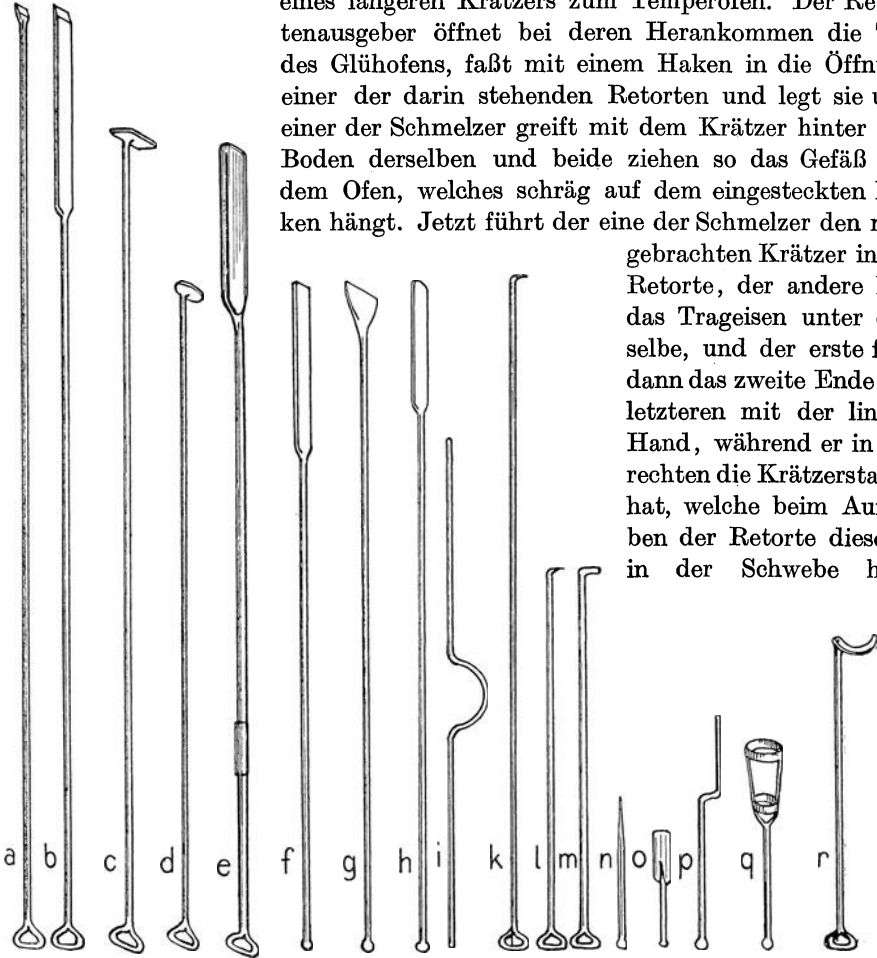 eines längeren Krätzers zum Temperofen. Der Re
tenausgeber öffnet bei deren Herankommen die
des Glühofens, faßt mit einem Haken in die Öffn
einer der darin stehenden Retorten und legt sie u
einer der Schmelzer greift mit dem Krätzer hinter
Boden derselben und beide ziehen so das Gefäß
dem Ofen, welches schräg auf dem eingesteckten
ken hängt. Jetzt führt der eine der Schmelzer den
gebrachten Krätzer in
Retorte, der andere
das Trageisen unter
selbe, und der erste f
dann das zweite Ende
letzteren mit der lin
Hand, während er in
rechten die Krätzersta
hat, welche beim Au
ben der Retorte diese
in der Schwebe h
a b c d e f g h i k l m n o p q r